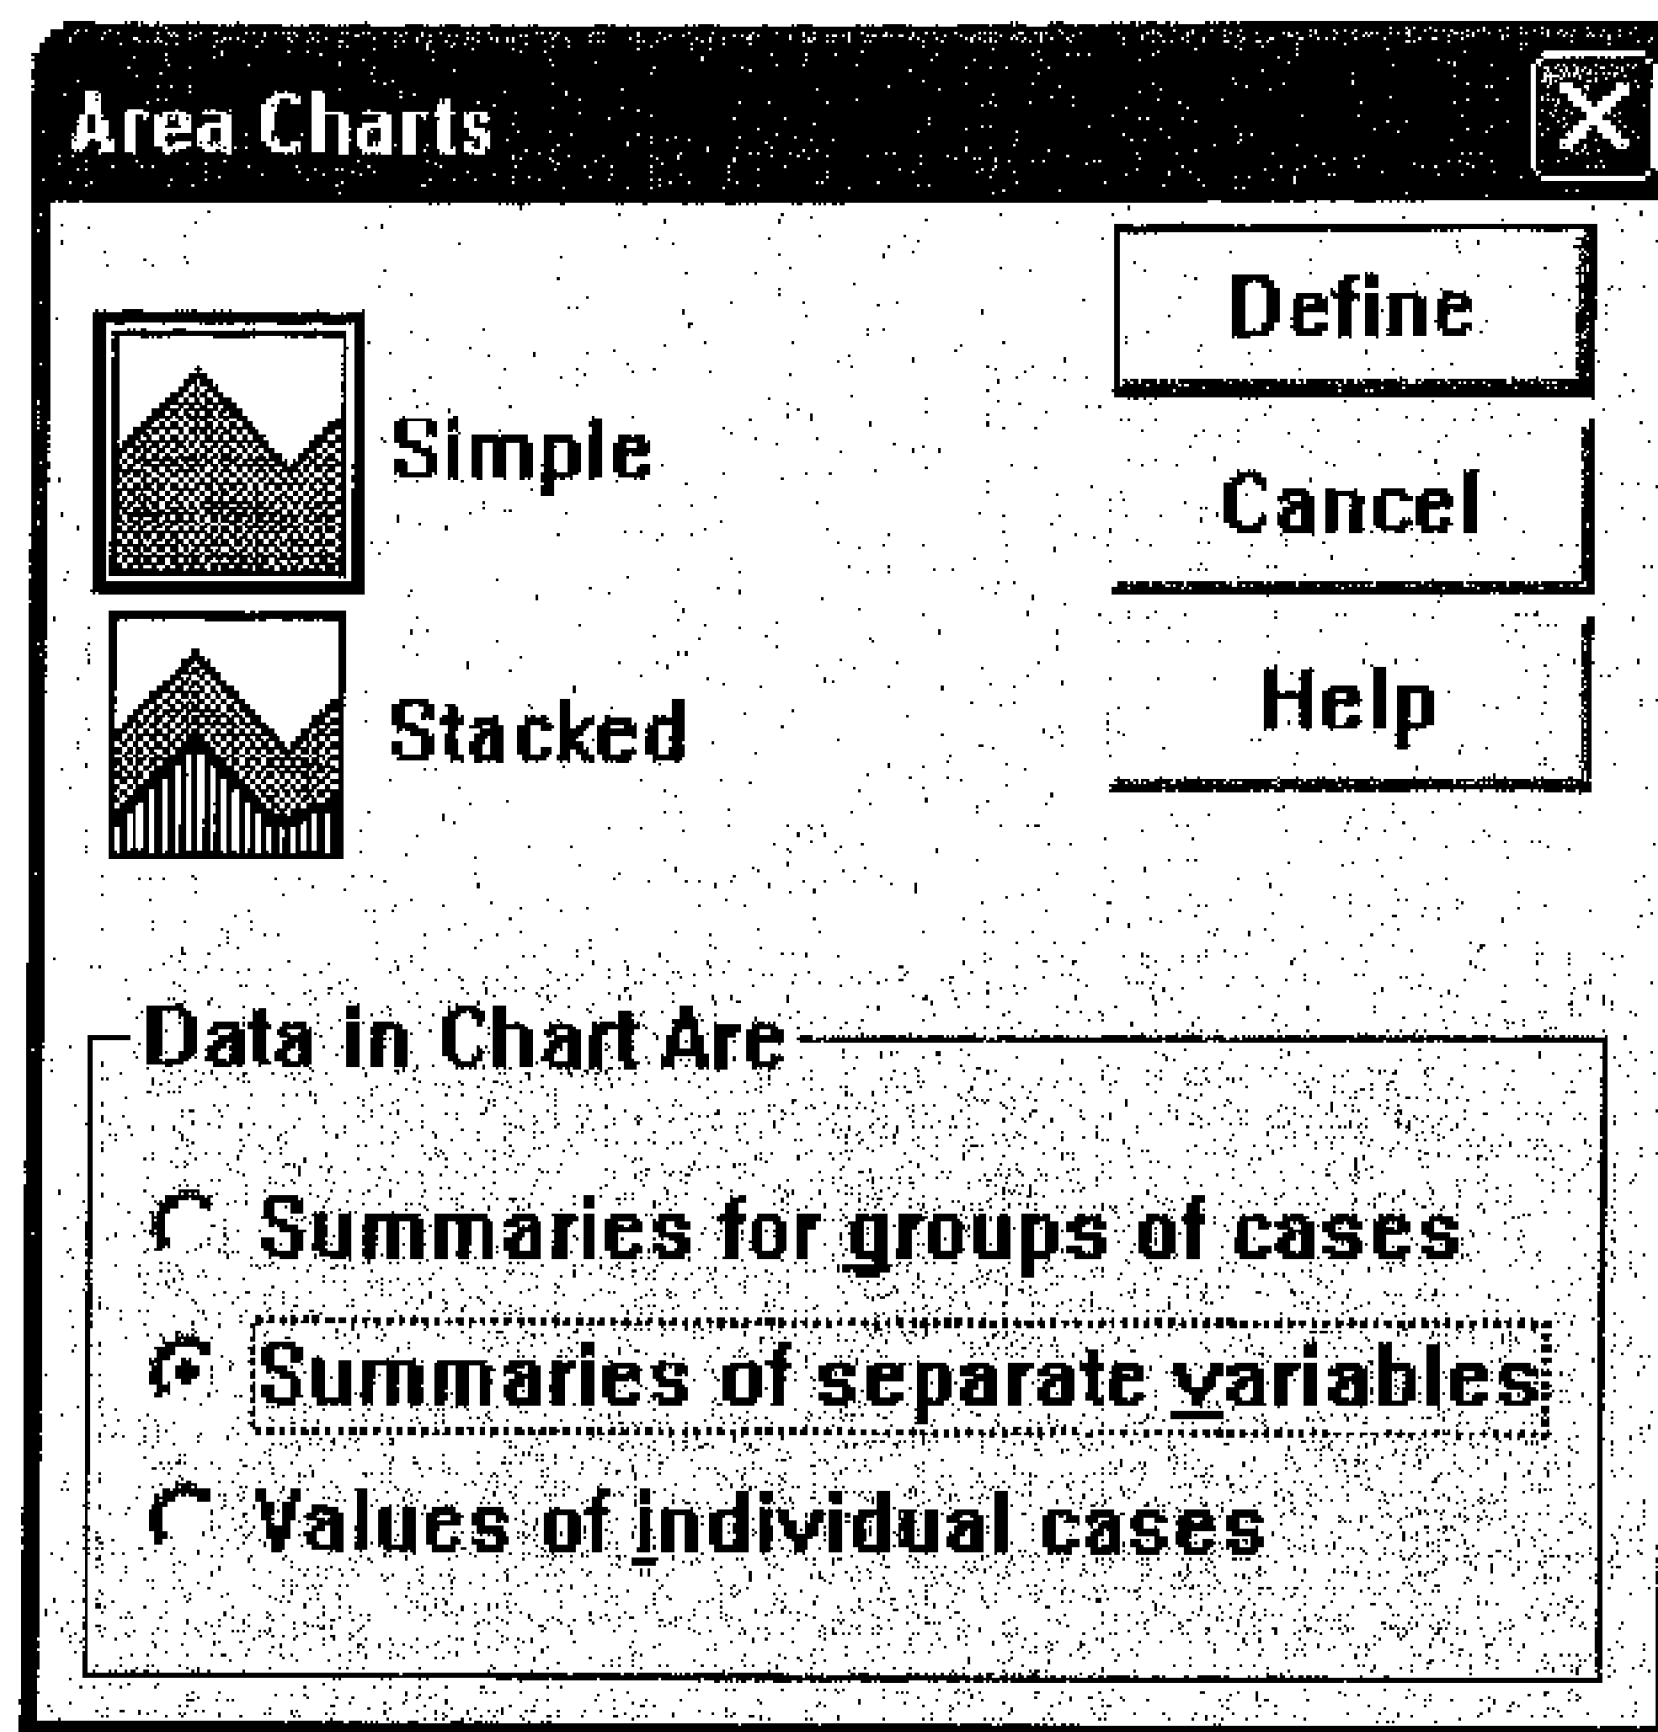 Area Charts
Define
Simple
Cancel
Stacked
Help
Data in Chart Are
Summaries for groups of cases
Summaries of separate variables
Values of individual cases